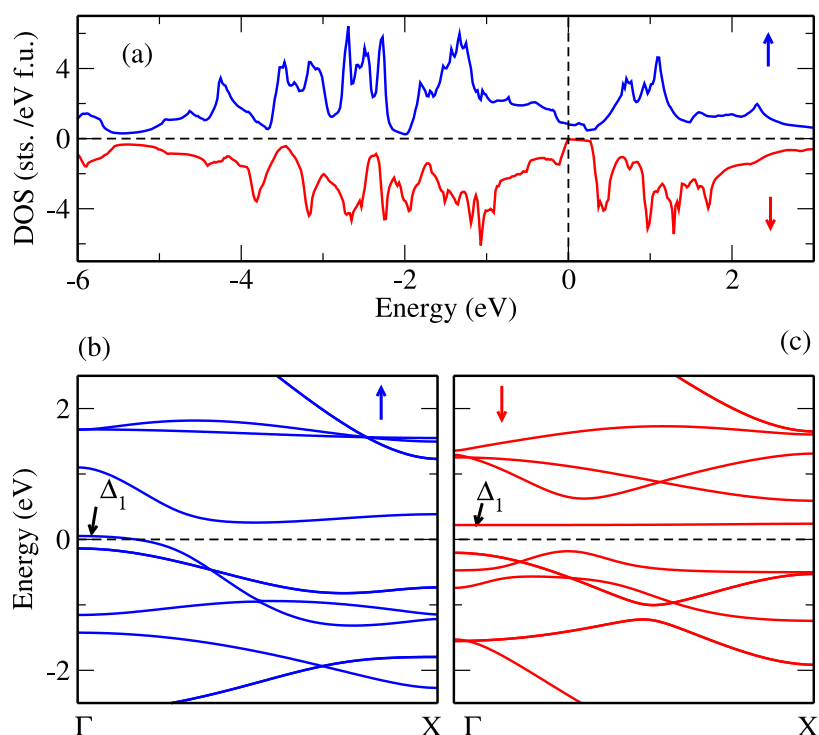 (a)
DOS (sts. /eV f.u.)
4
0
-4
-6
-4
-2
0
2
Energy (eV)
(b)
(c)
Energy (eV)
2
0
-2
Δ1
Δ1
Γ
X
Γ
X